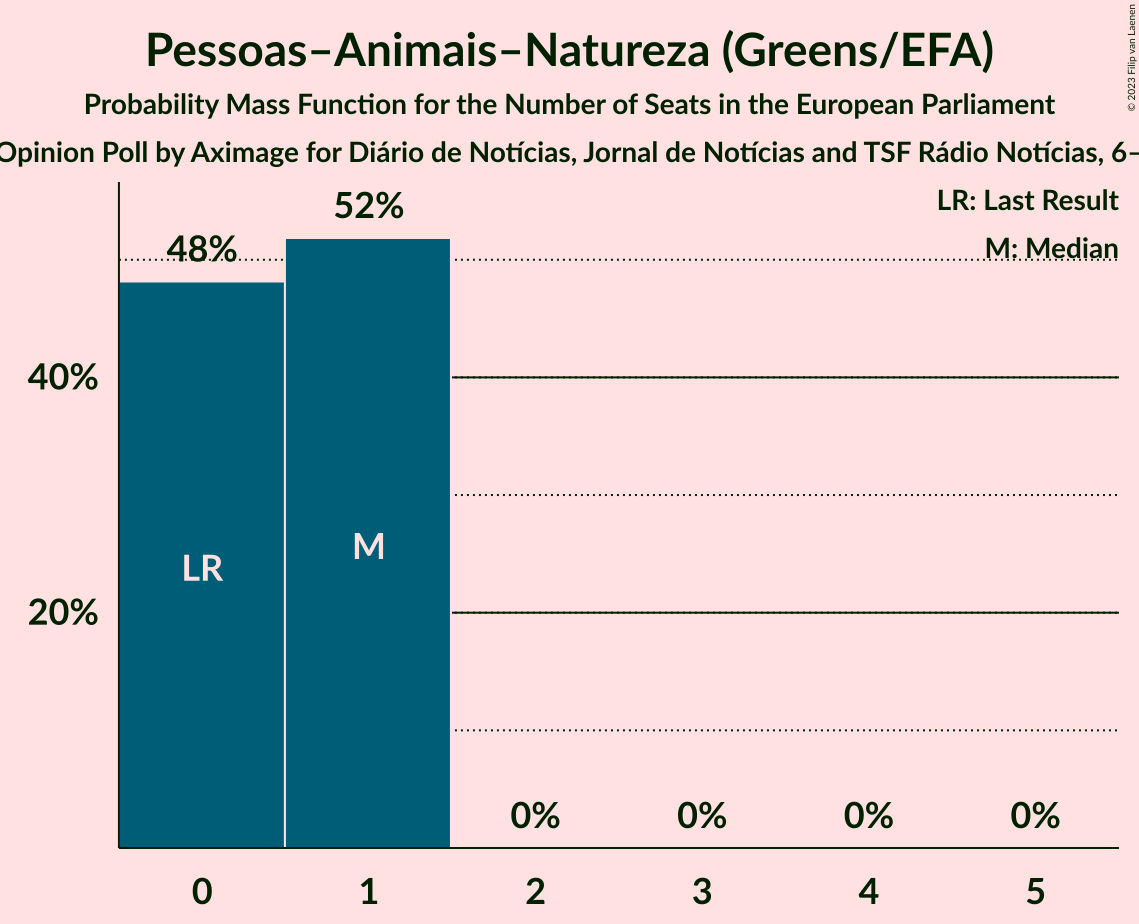 Pessoas–Animais–Natureza (Greens/EFA)
Probability Mass Function for the Number of Seats in the European Parliament
Opinion Poll by Aximage for Diário de Notícias, Jornal de Notícias and TSF Rádio Notícias, 6–
© 2023 Filip van Laenen
LR: Last Result
M: Median
52%
48%
40%
20%
LR
M
0%
0%
0%
0%
0
1
2
3
4
5